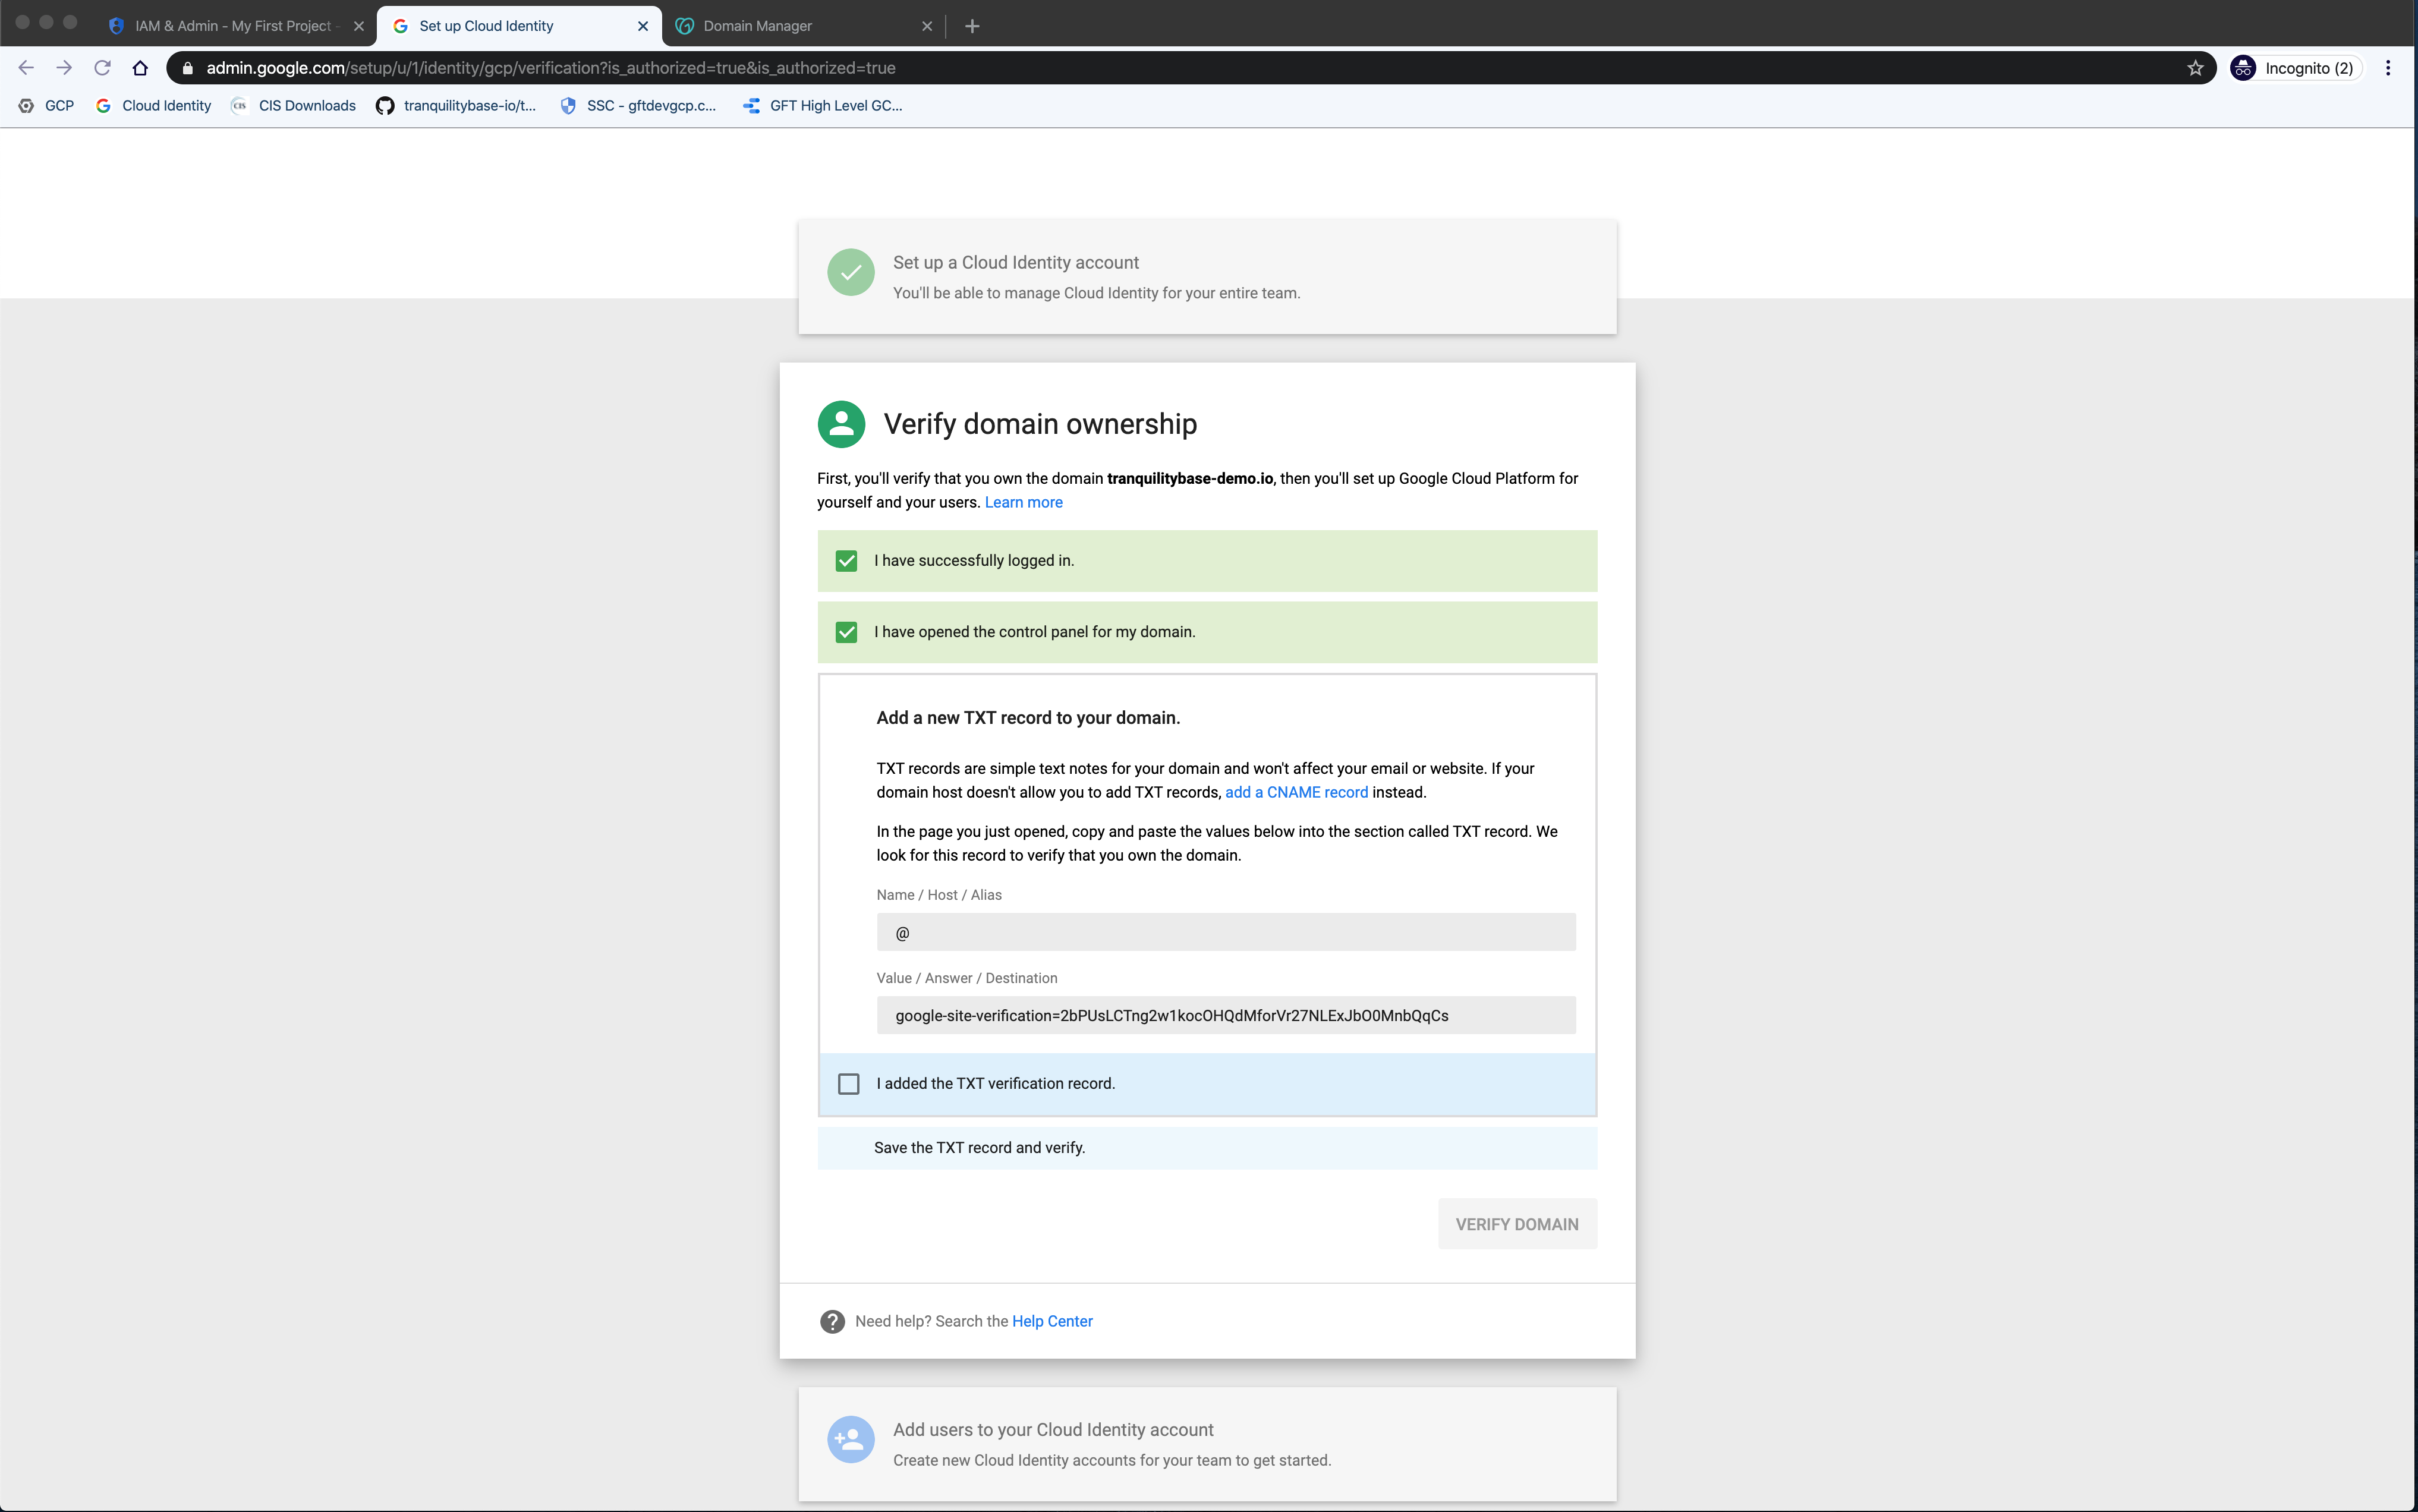 IAM & Admin - My First Project -
Set up Cloud Identity
Domain Manager
admin.google.com/setup/u/1/identity/gcp/verification?is_authorized=true&is_authorized=true
Incognito (2)
GCP
Cloud Identity
CIS
CIS Downloads
tranquilitybase-io/t...
SSC - gftdevgcp.c...
GFT High Level GC...
Set up a Cloud Identity account
You'll be able to manage Cloud Identity for your entire team.
Verify domain ownership
First, you'll verify that you own the domain tranquilitybase-demo.io, then you'll set up Google Cloud Platform for
yourself and your users. Learn more
I have successfully logged in.
I have opened the control panel for my domain.
Add a new TXT record to your domain.
TXT records are simple text notes for your domain and won't affect your email or website. If your
domain host doesn't allow you to add TXT records, add a CNAME record instead.
In the page you just opened, copy and paste the values below into the section called TXT record. We
look for this record to verify that you own the domain.
Name / Host / Alias
@
Value / Answer / Destination
google-site-verification=2bPUsLCTng2w1kocOHQdMforVr27NLExJbO0MnbQqCs
I added the TXT verification record.
Save the TXT record and verify.
VERIFY DOMAIN
Need help? Search the Help Center
Add users to your Cloud Identity account
Create new Cloud Identity accounts for your team to get started.